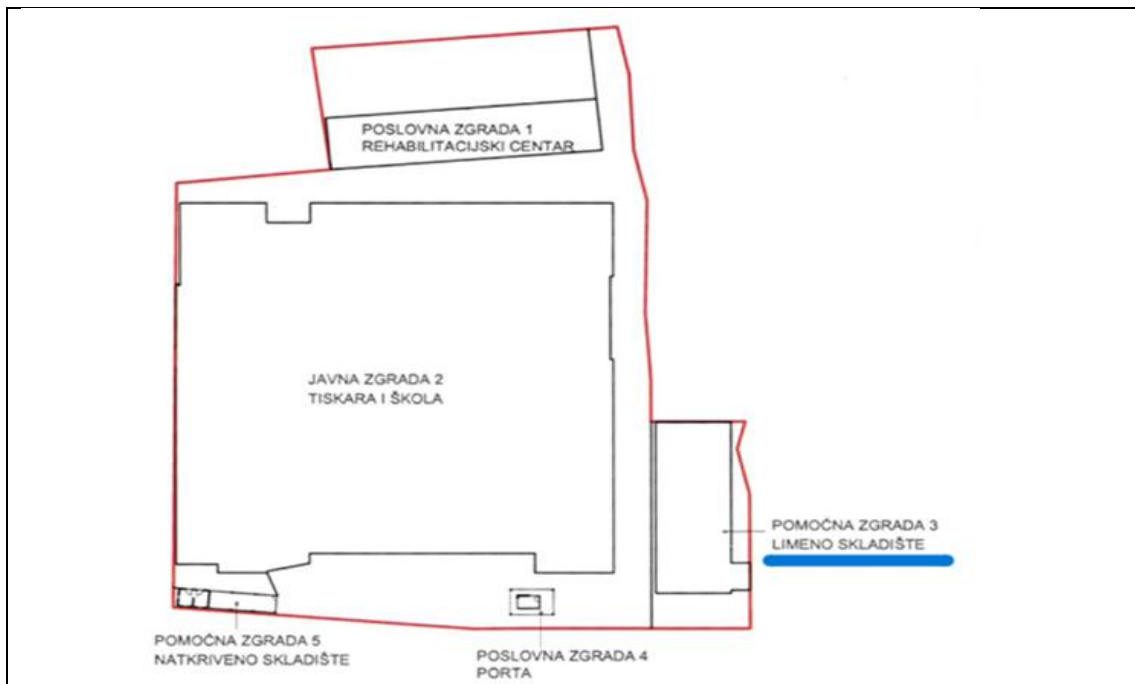 POSLOVNA ZGRADA 1
REHABILITACIJSKI CENTAR
JAVNA ZGRADA 2
TISKARA I ŠKOLA
POMOĆNA ZGRADA 3
LIMENO SKLADIŠTE
POMOĆNA ZGRADA 5
NATKRIVENO SKLADIŠTE
POSLOVNA ZGRADA 4
PORTA